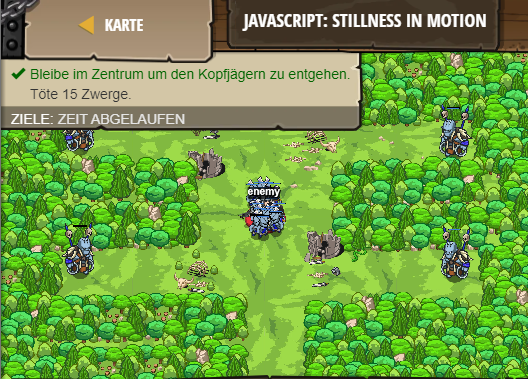 KARTE
JAVASCRIPT: STILLNESS IN MOTION
Bleibe im Zentrum um den Kopfjägern zu entgehen.
Töte 15 Zwerge.
ZIELE: ZEIT ABGELAUFEN
enemy